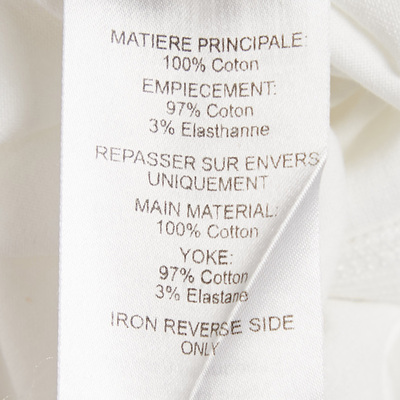 MATIERE PRINCIPALE:
100% Coton
EMPIECEMENT:
97% Coton
3% Elasthanne
REPASSER SUR ENVERS
UNIQUEMENT
MAIN MATERIAL:
100% Cotton
YOKE:
97% Cotton
3% Elastane
IRON REVERSE SIDE
ONLY